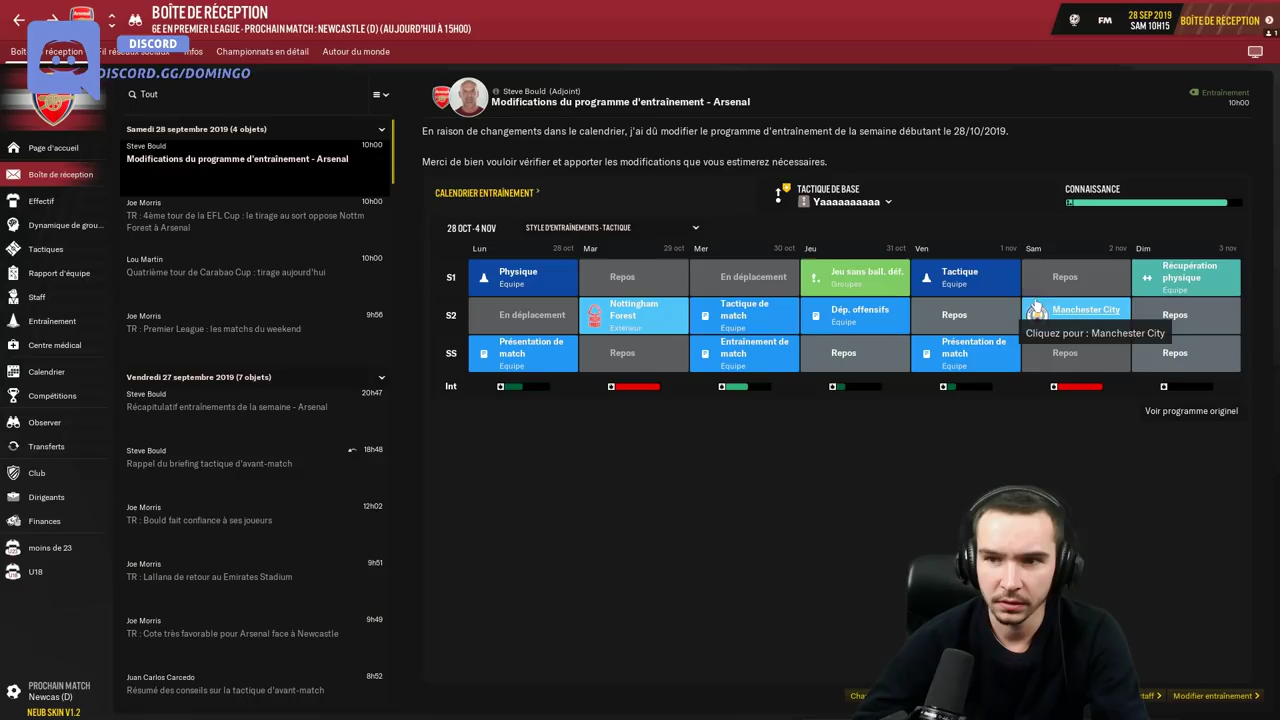 BOÎTE DE RÉCEPTION
6E EN PREMIER LEAGUE - PROCHAIN MATCH : NEWCASTLE (D) (AUJOURD'HUI À 15H00)
FM
28 SEP 2019
SAM 10H15
BOÎTE DE RÉCEPTION
1
DISCORD
DISCORD.GG/DOMINGO
Infos
Championnats en détail
Autour du monde
Page d'accueil
Boîte de réception
Effectif
Dynamique de grou...
Tactiques
Rapport d'équipe
Staff
Entraînement
Centre médical
Calendrier
Compétitions
Observer
Transferts
Club
Dirigeants
Finances
moins de 23
U18
PROCHAIN MATCH
Newcas (D)
NEUB SKIN V1.2
Tout
Samedi 28 septembre 2019 (4 objets)
Steve Bould 10h00
Modifications du programme d'entraînement - Arsenal
Joe Morris 10h00
TR : 4ème tour de la EFL Cup : le tirage au sort oppose Nottm
Forest à Arsenal
Lou Martin 10h00
Quatrième tour de Carabao Cup : tirage aujourd'hui
Joe Morris 9h56
TR : Premier League : les matchs du weekend
Vendredi 27 septembre 2019 (7 objets)
Steve Bould 20h47
Récapitulatif entraînements de la semaine - Arsenal
Steve Bould 18h48
Rappel du briefing tactique d'avant-match
Joe Morris 12h02
TR : Bould fait confiance à ses joueurs
Joe Morris 9h51
TR : Lallana de retour au Emirates Stadium
Joe Morris 9h49
TR : Cote très favorable pour Arsenal face à Newcastle
Juan Carlos Carcedo 8h52
Résumé des conseils sur la tactique d'avant-match
Steve Bould (Adjoint)
Modifications du programme d'entraînement - Arsenal
Entraînement
10h00
En raison de changements dans le calendrier, j'ai dû modifier le programme d'entraînement de la semaine débutant le 28/10/2019.
Merci de bien vouloir vérifier et apporter les modifications que vous estimerez nécessaires.
CALENDRIER ENTRAÎNEMENT >
TACTIQUE DE BASE
Yaaaaaaaaaa
CONNAISSANCE
28 OCT - 4 NOV STYLE D'ENTRAÎNEMENTS - TACTIQUE
Lun 28 oct Mar 29 oct Mer 30 oct Jeu 31 oct Ven 1 nov Sam 2 nov Dim 3 nov
S1 Physique Équipe Repos En déplacement Jeu sans ball. déf. Groupes Tactique Équipe Repos Récupération physique Équipe
S2 En déplacement Nottingham Forest Extérieur Tactique de match Équipe Dép. offensifs Équipe Repos Manchester City Repos
Cliquez pour : Manchester City
SS Présentation de match Équipe Repos Entraînement de match Équipe Repos Présentation de match Équipe Repos Repos
Int
Voir programme originel
Modifier entraînement >